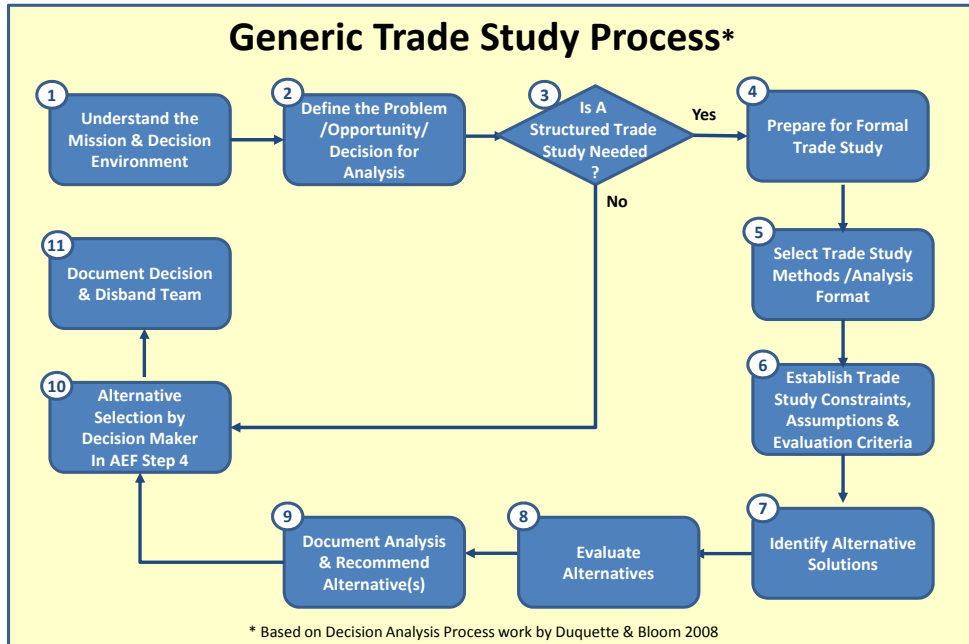 Generic Trade Study Process*
1
Understand the
Mission & Decision
Environment
2
Define the Problem
/Opportunity/
Decision for
Analysis
3
Is A
Structured Trade
Study Needed
?
Yes
No
4
Prepare for Formal
Trade Study
5
Select Trade Study
Methods /Analysis
Format
6
Establish Trade
Study Constraints,
Assumptions &
Evaluation Criteria
7
Identify Alternative
Solutions
8
Evaluate
Alternatives
9
Document Analysis
& Recommend
Alternative(s)
10
Alternative
Selection by
Decision Maker
In AEF Step 4
11
Document Decision
& Disband Team
* Based on Decision Analysis Process work by Duquette & Bloom 2008